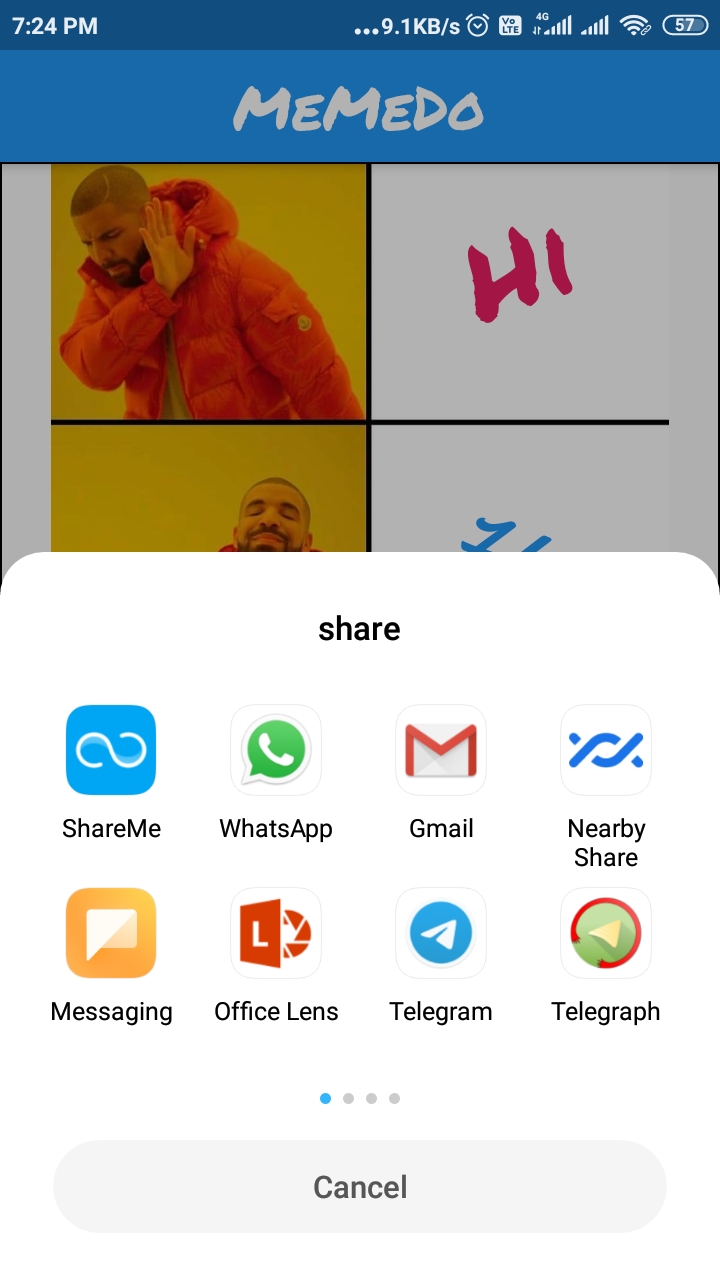 7:24 PM ...9.1KB/s Vo LTE 4G 57
MEMEDO
HI
share
ShareMe WhatsApp Gmail Nearby Share
Messaging Office Lens Telegram Telegraph
Cancel